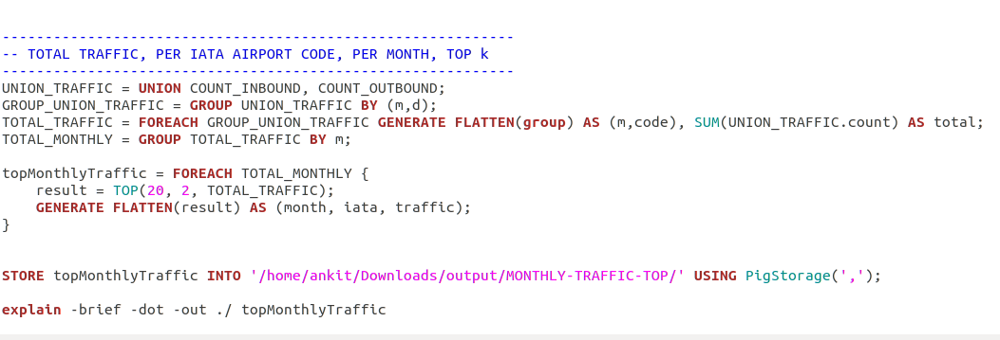 ------------------------------------------------------------
-- TOTAL TRAFFIC, PER IATA AIRPORT CODE, PER MONTH, TOP k
------------------------------------------------------------
UNION_TRAFFIC = UNION COUNT_INBOUND, COUNT_OUTBOUND;
GROUP_UNION_TRAFFIC = GROUP UNION_TRAFFIC BY (m,d);
TOTAL_TRAFFIC = FOREACH GROUP_UNION_TRAFFIC GENERATE FLATTEN(group) AS (m,code), SUM(UNION_TRAFFIC.count) AS total;
TOTAL_MONTHLY = GROUP TOTAL_TRAFFIC BY m;

topMonthlyTraffic = FOREACH TOTAL_MONTHLY {
    result = TOP(20, 2, TOTAL_TRAFFIC);
    GENERATE FLATTEN(result) AS (month, iata, traffic);
}

STORE topMonthlyTraffic INTO '/home/ankit/Downloads/output/MONTHLY-TRAFFIC-TOP/' USING PigStorage(',');

explain -brief -dot -out ./ topMonthlyTraffic